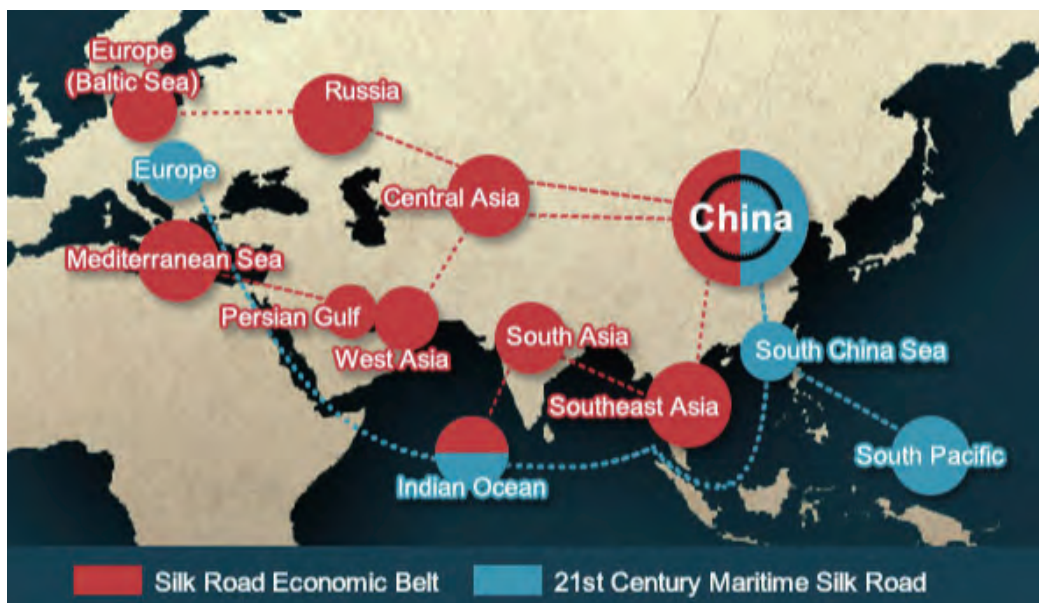 Europe
(Baltic Sea)
Russia
Europe
Central Asia
China
Mediterranean Sea
Persian Gulf
West Asia
South Asia
South China Sea
Southeast Asia
South Pacific
Indian Ocean
Silk Road Economic Belt
21st Century Maritime Silk Road